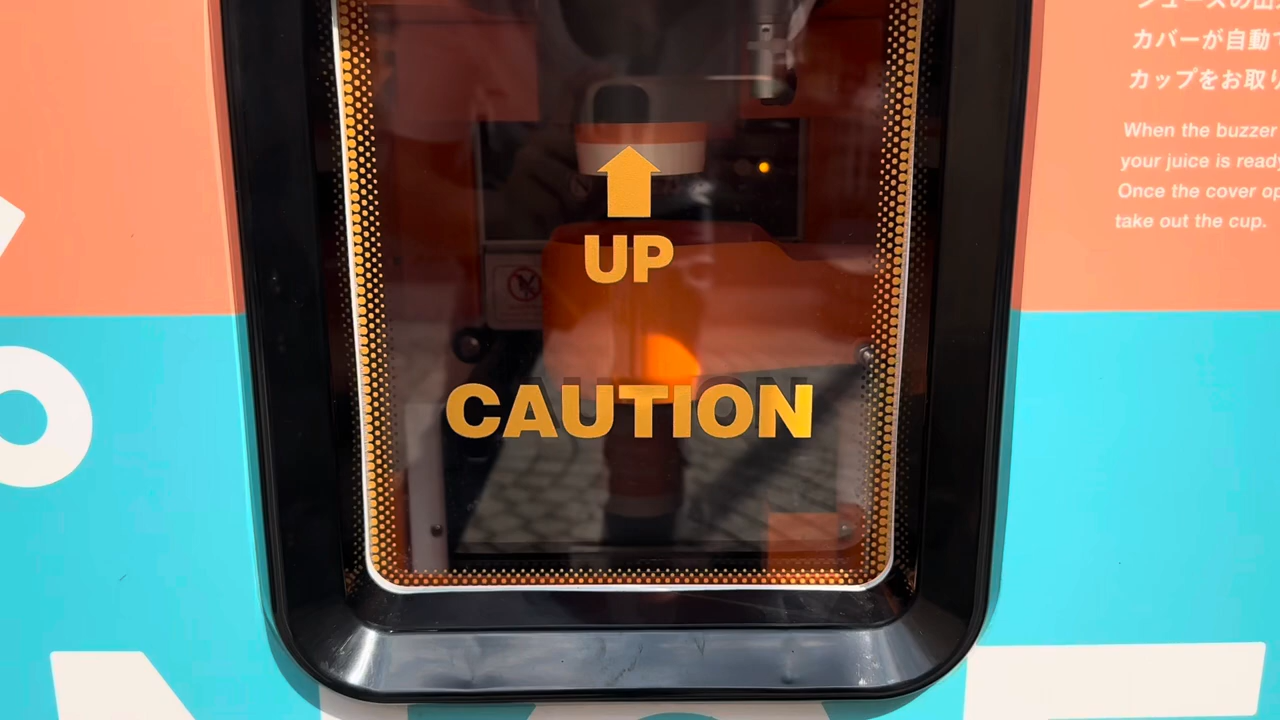 UP
CAUTION
カバーが自動で
カップをお取り
When the buzzer
your juice is ready
Once the cover op
take out the cup.